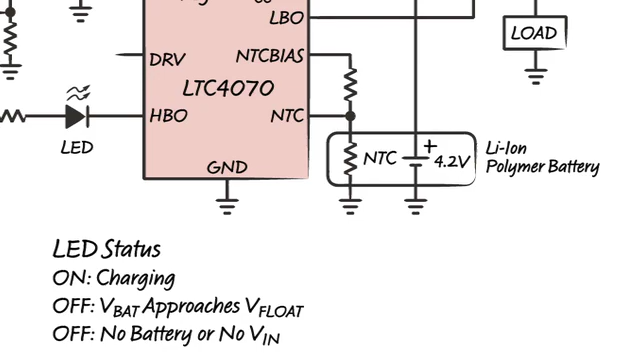 LBO
LOAD
DRV
NTCBIAS
LTC4070
HBO
NTC
LED
NTC
+
4.2V
Li-Ion
Polymer Battery
GND
LED Status
ON: Charging
OFF: VBAT Approaches VFLOAT
OFF: No Battery or No VIN